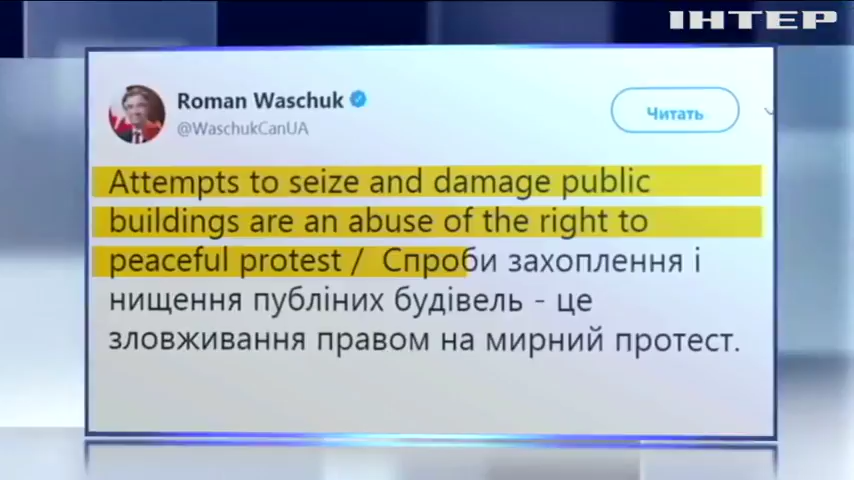 ІНТЕР
Roman Waschuk
@WaschukCanUA
Читать
Attempts to seize and damage public
buildings are an abuse of the right to
peaceful protest / Спроби захоплення і
нищення публіних будівель - це
зловживання правом на мирний протест.